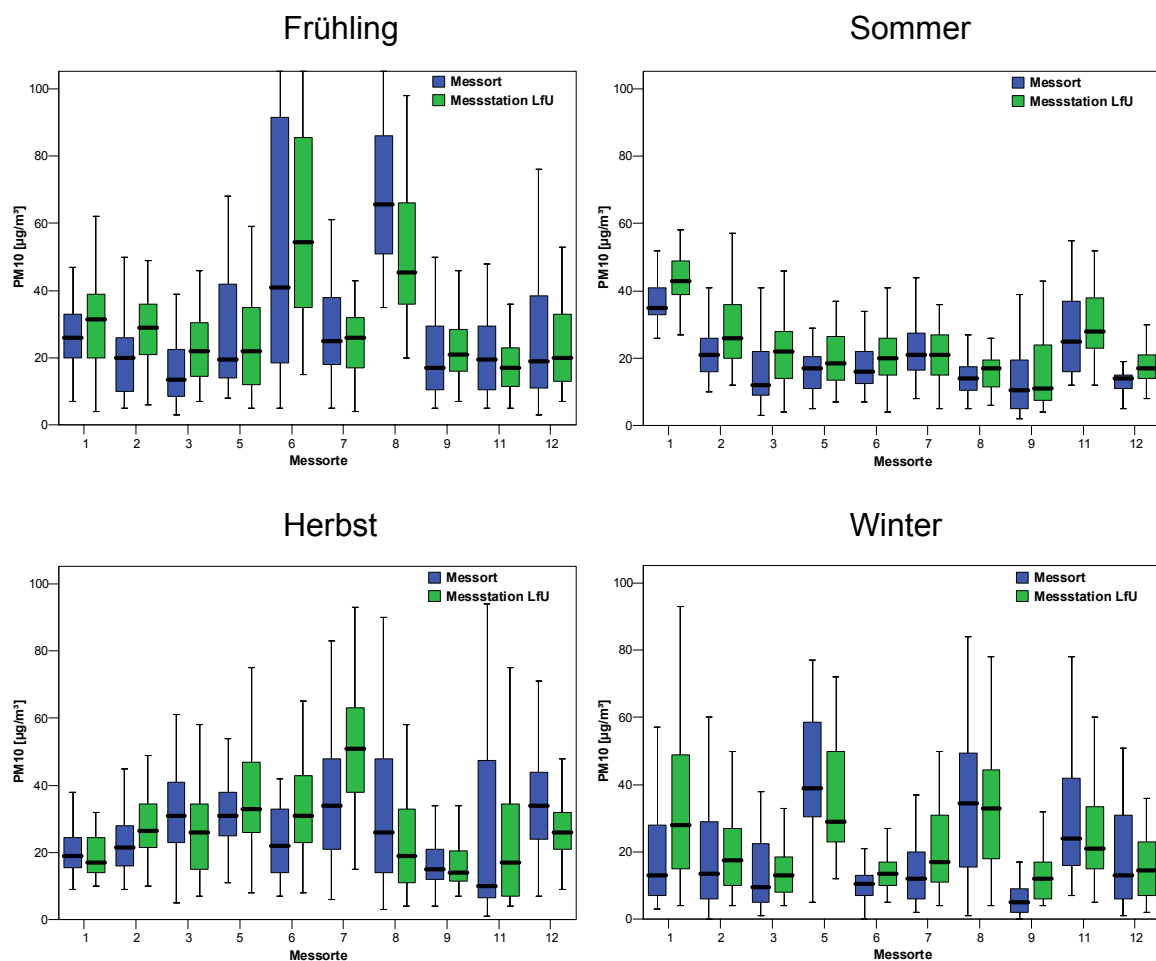 Frühling
Messort
Messstation LfU
PM10 [µg/m³]
100
80
60
40
20
0
1 2 3 5 6 7 8 9 11 12
Messorte
Sommer
Messort
Messstation LfU
PM10 [µg/m³]
100
80
60
40
20
0
1 2 3 5 6 7 8 9 11 12
Messorte
Herbst
Messort
Messstation LfU
PM10 [µg/m³]
100
80
60
40
20
0
1 2 3 5 6 7 8 9 11 12
Messorte
Winter
Messort
Messstation LfU
PM10 [µg/m³]
100
80
60
40
20
0
1 2 3 5 6 7 8 9 11 12
Messorte